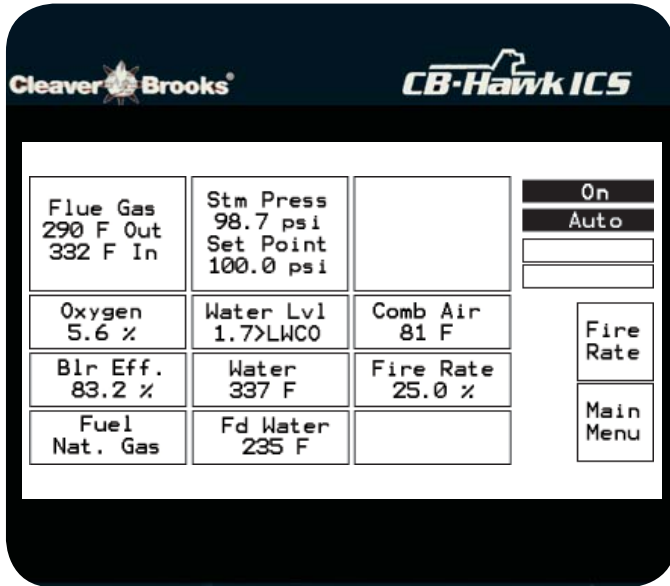 Cleaver Brooks®
CB-Hawk ICS
Flue Gas
290 F Out
332 F In
Stm Press
98.7 psi
Set Point
100.0 psi
On
Auto
Oxygen
5.6 %
Water Lvl
1.7>LWCO
Comb Air
81 F
Fire
Rate
Blr Eff.
83.2 %
Water
337 F
Fire Rate
25.0 %
Main
Menu
Fuel
Nat. Gas
Fd Water
235 F